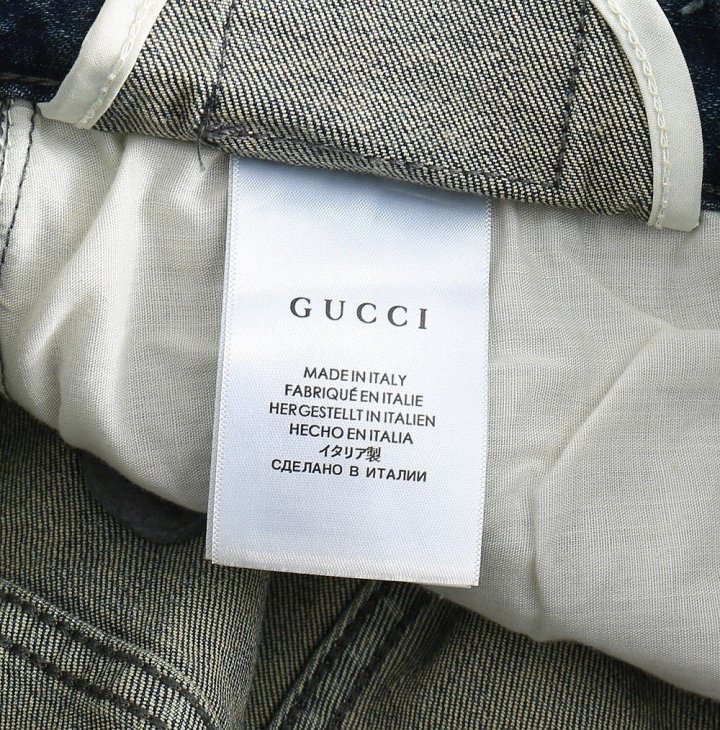 GUCCI
MADE IN ITALY
FABRIQUÉ EN ITALIE
HERGESTELLT IN ITALIEN
HECHO EN ITALIA
イタリア製
СДЕЛАНО В ИТАЛИИ